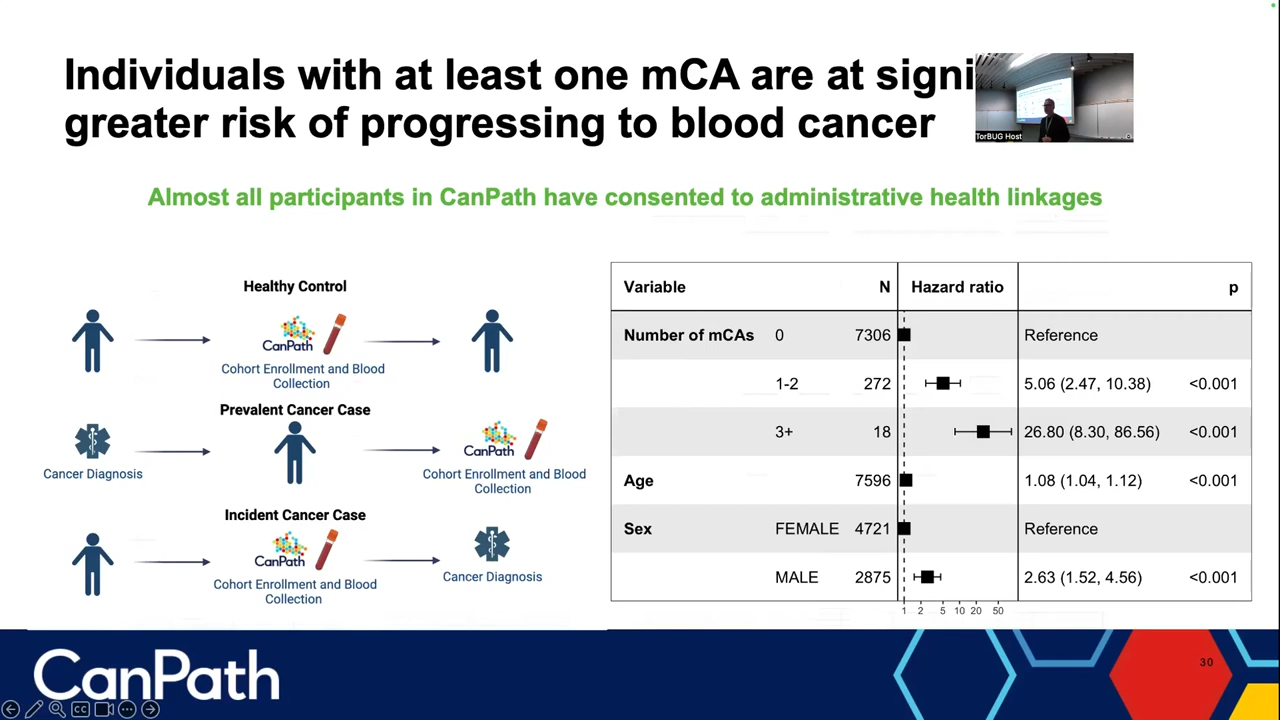 Individuals with at least one mCA are at signi
greater risk of progressing to blood cancer
TorBUG Host
Almost all participants in CanPath have consented to administrative health linkages
Healthy Control
CanPath
Cohort Enrollment and Blood
Collection
Prevalent Cancer Case
Cancer Diagnosis
CanPath
Cohort Enrollment and Blood
Collection
Incident Cancer Case
CanPath
Cohort Enrollment and Blood
Collection
Cancer Diagnosis
Variable N Hazard ratio p
Number of mCAs 0 7306 Reference
1-2 272 5.06 (2.47, 10.38) <0.001
3+ 18 26.80 (8.30, 86.56) <0.001
Age 7596 1.08 (1.04, 1.12) <0.001
Sex FEMALE 4721 Reference
MALE 2875 2.63 (1.52, 4.56) <0.001
1 2 5 10 20 50
30
CanPath
CC